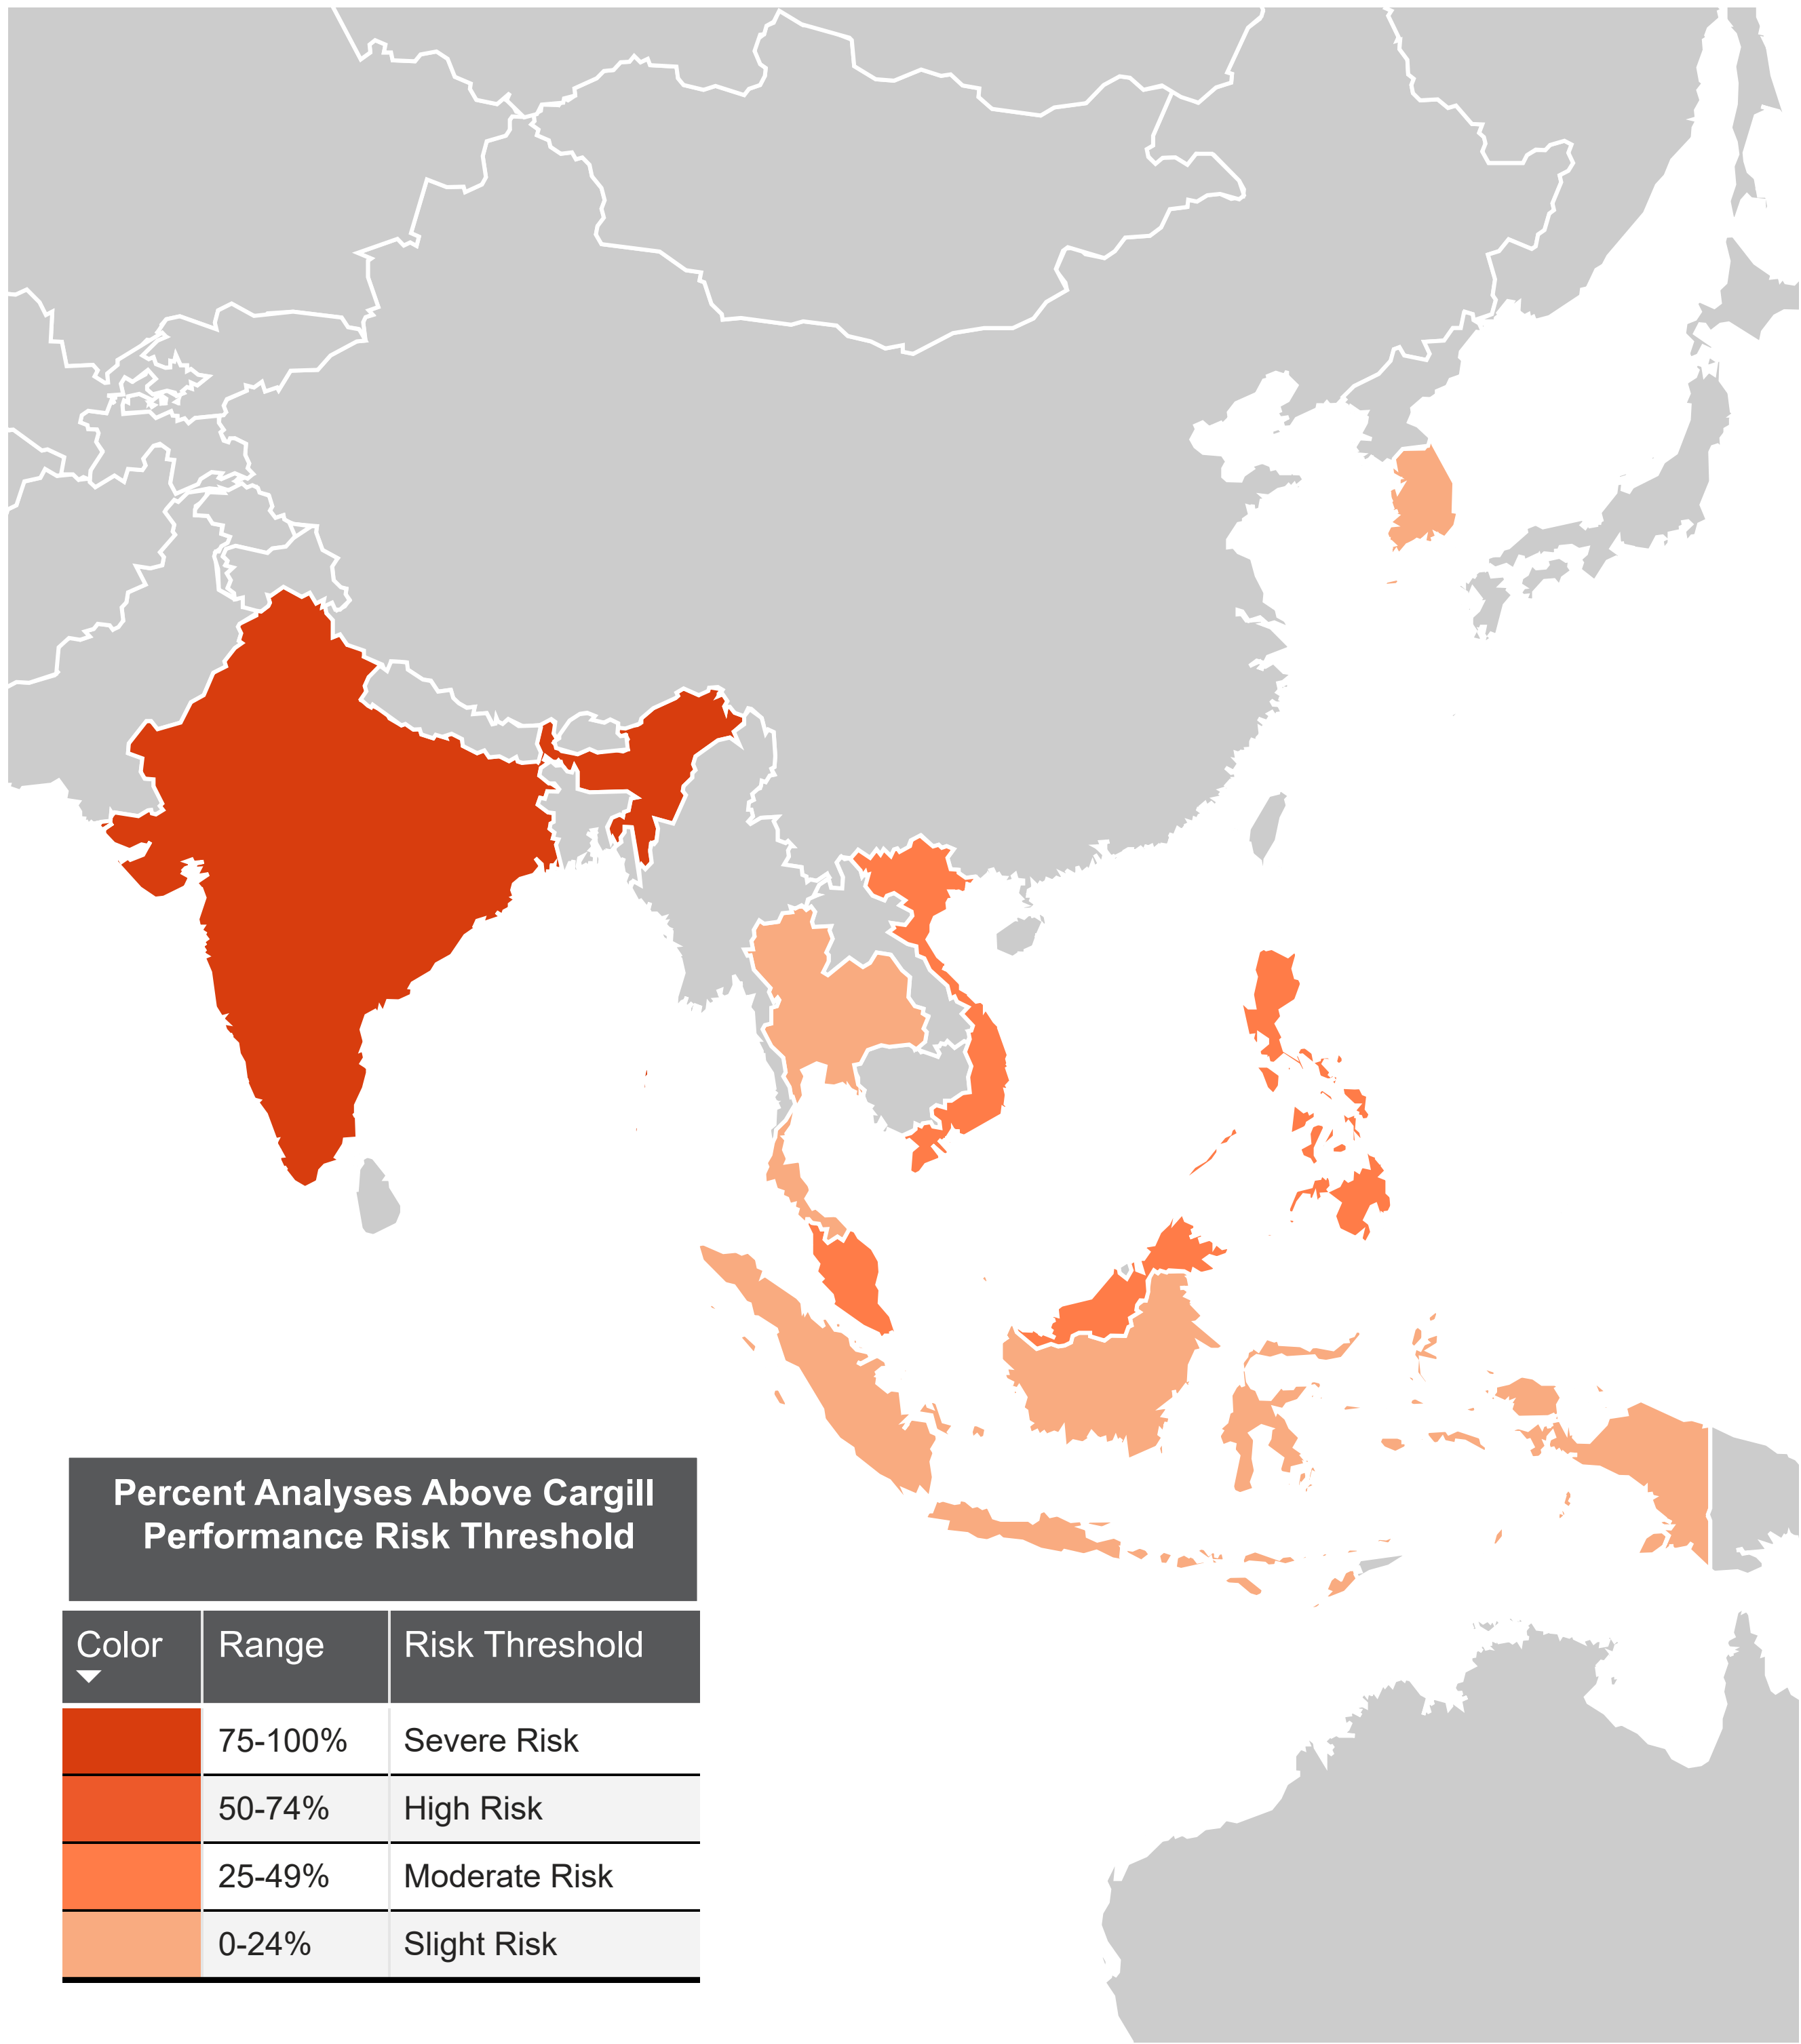 Percent Analyses Above Cargill
Performance Risk Threshold
Color Range Risk Threshold
75-100% Severe Risk
50-74% High Risk
25-49% Moderate Risk
0-24% Slight Risk